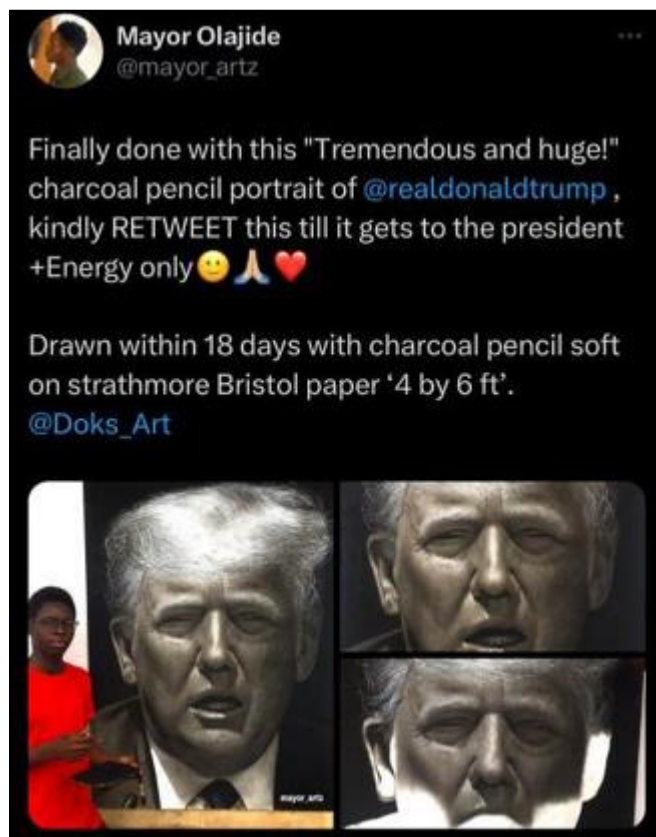 Mayor Olajide
@mayor_artz
Finally done with this "Tremendous and huge!"
charcoal pencil portrait of @realdonaldtrump ,
kindly RETWEET this till it gets to the president
+Energy only🙂🙏🏼❤️
Drawn within 18 days with charcoal pencil soft
on strathmore Bristol paper ‘4 by 6 ft’.
@Doks_Art
mayor_artz